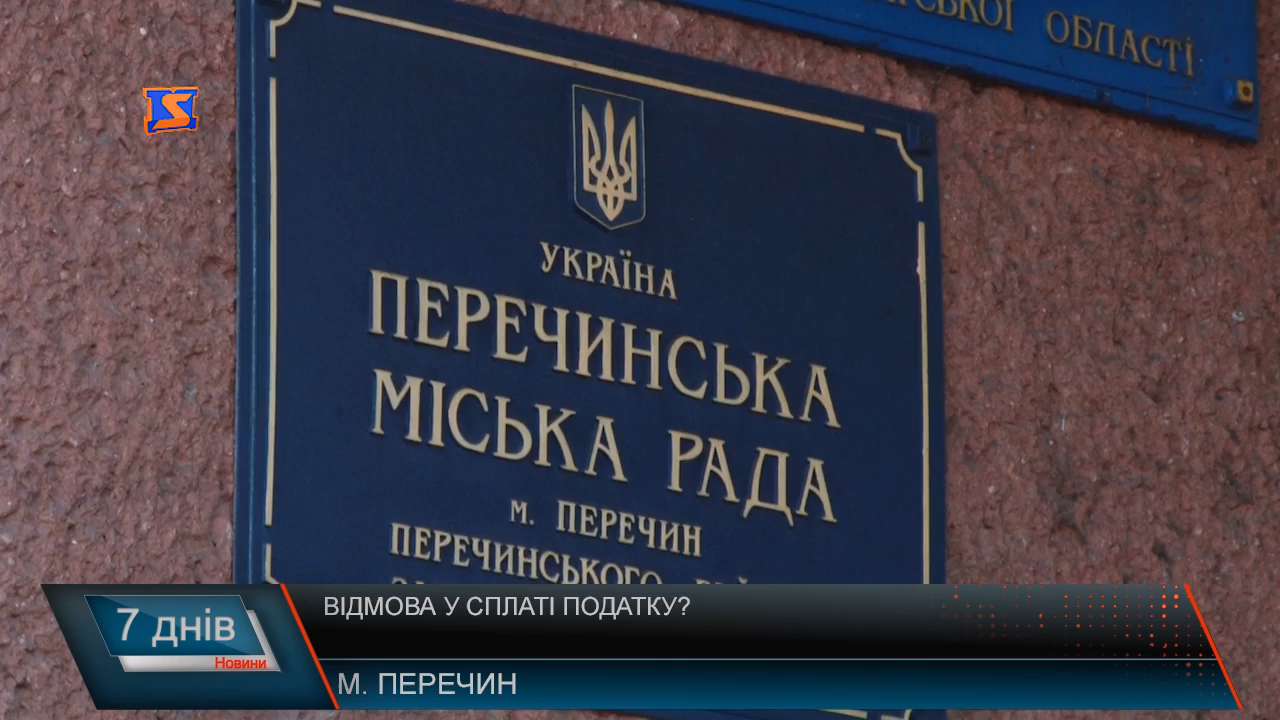 ОБЛАСТІ
УКРАЇНА
ПЕРЕЧИНСЬКА
МІСЬКА РАДА
м. ПЕРЕЧИН
ПЕРЕЧИНСЬКОГО
7 днів
Новини
ВІДМОВА У СПЛАТІ ПОДАТКУ?
М. ПЕРЕЧИН